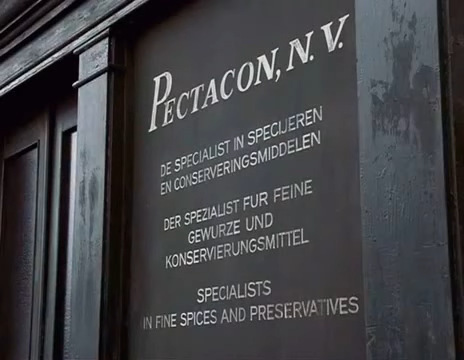 PECTACON, N.V.
DE SPECIALIST IN SPECIJEREN
EN CONSERVERINGSMIDDELEN
DER SPEZIALIST FUR FEINE
GEWURZE UND
KONSERVIERUNGSMITTEL
SPECIALISTS
IN FINE SPICES AND PRESERVATIVES